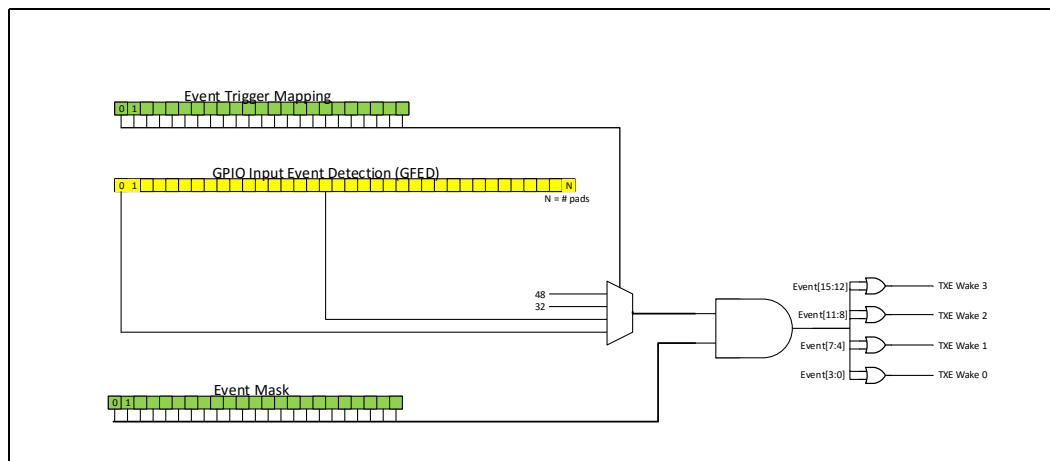 Event Trigger Mapping
0 1
GPIO Input Event Detection (GFED)
0 1 N
N = # pads
48
32
Event[15:12] TXE Wake 3
Event[11:8] TXE Wake 2
Event[7:4] TXE Wake 1
Event[3:0] TXE Wake 0
Event Mask
0 1